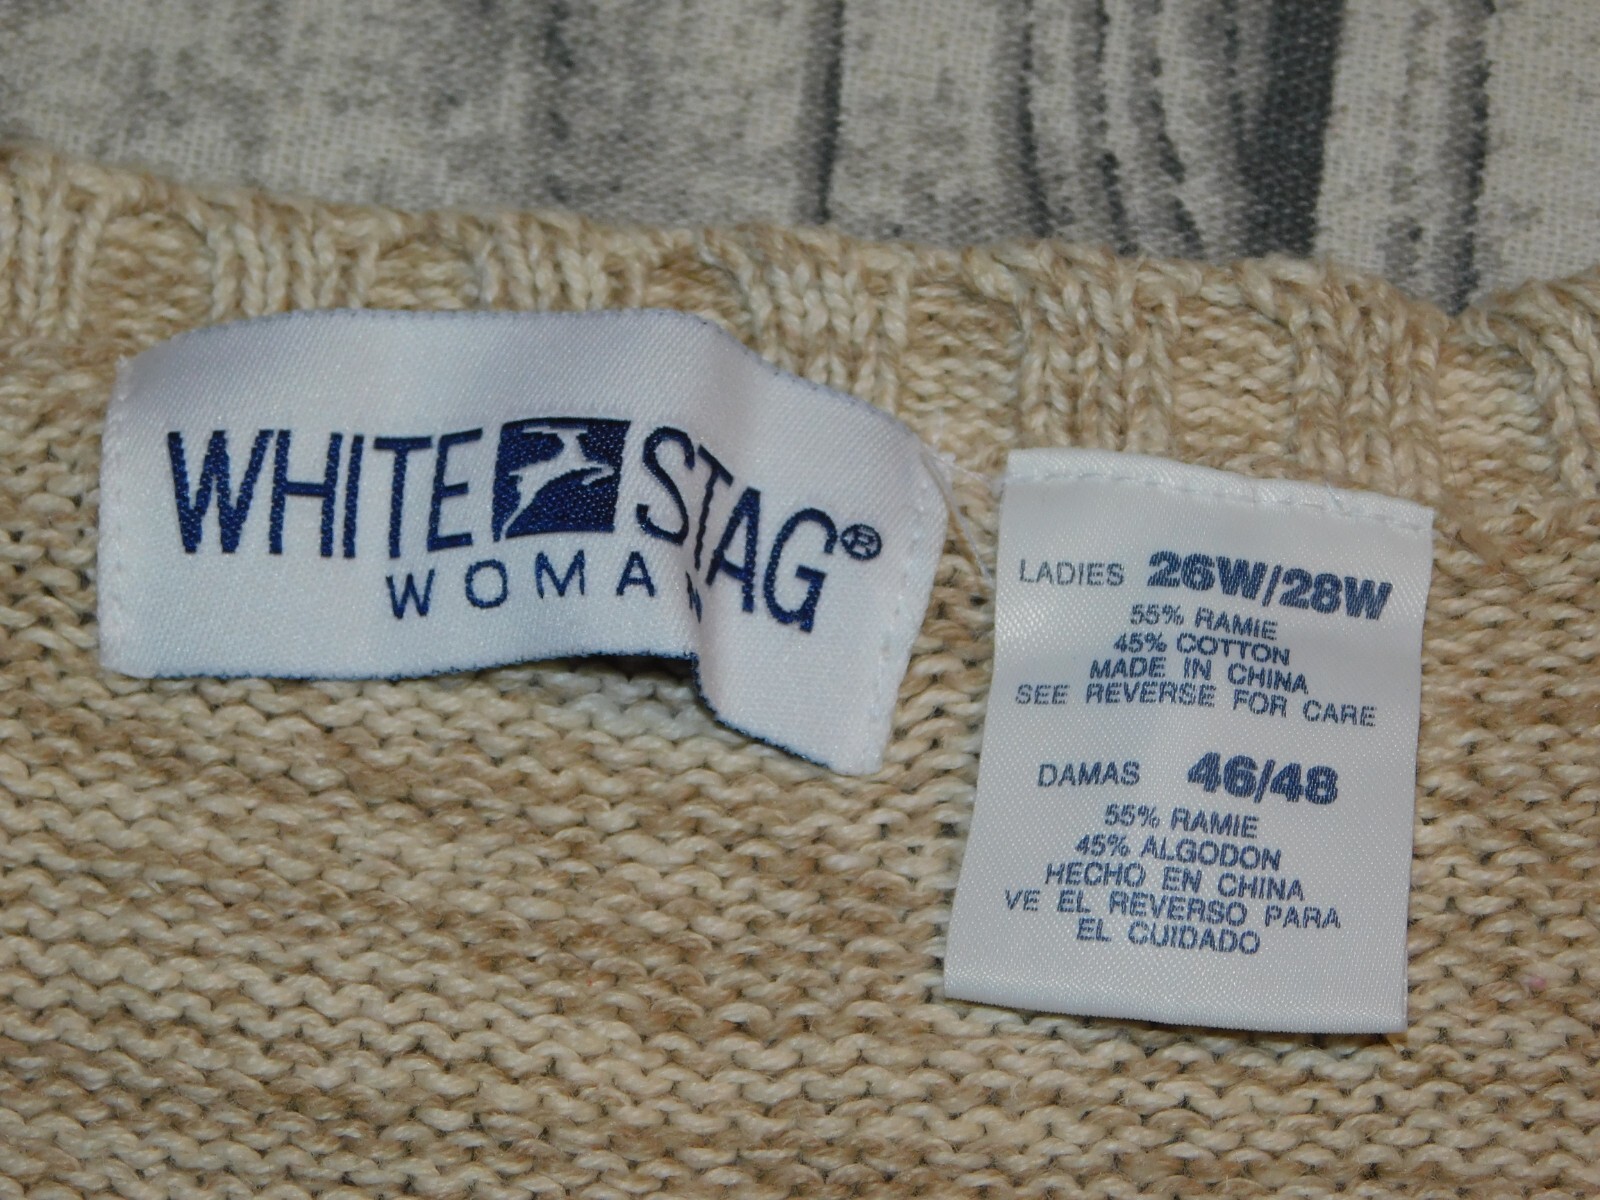 WHITE STAG®
WOMAN
LADIES 26W/28W
55% RAMIE
45% COTTON
MADE IN CHINA
SEE REVERSE FOR CARE
DAMAS 46/48
55% RAMIE
45% ALGODON
HECHO EN CHINA
VE EL REVERSO PARA
EL CUIDADO